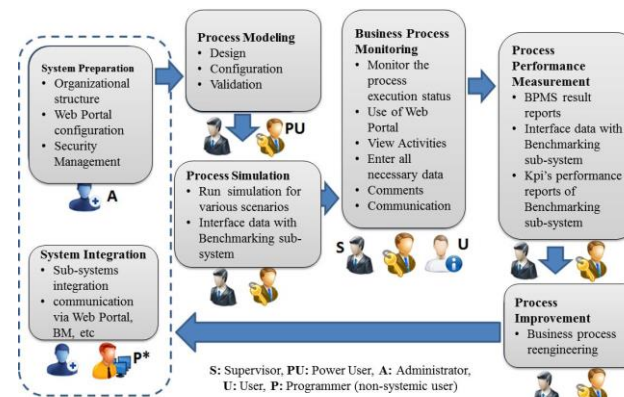 System Preparation
• Organizational
structure
• Web Portal
configuration
• Security
Management
A
Process Modeling
• Design
• Configuration
• Validation
PU
Process Simulation
• Run simulation for
various scenarios
• Interface data with
Benchmarking sub-
system
Business Process
Monitoring
• Monitor the
process
execution status
• Use of Web
Portal
• View Activities
• Enter all
necessary data
• Comments
• Communication
S
U
Process
Performance
Measurement
• BPMS result
reports
• Interface data with
Benchmarking
sub-system
• Kpi's performance
reports of
Benchmarking
sub-system
Process
Improvement
• Business process
reengineering
System Integration
• Sub-systems
integration
• communication
via Web Portal,
BM, etc
P*
S: Supervisor, PU: Power User, A: Administrator,
U: User, P: Programmer (non-systemic user)